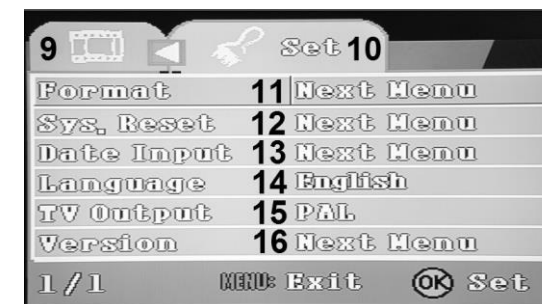 9 Set 10
Format 11 Next Menu
Sys. Reset 12 Next Menu
Date Input 13 Next Menu
Language 14 English
TV Output 15 PAL
Version 16 Next Menu
1/1 MENU: Exit OK Set